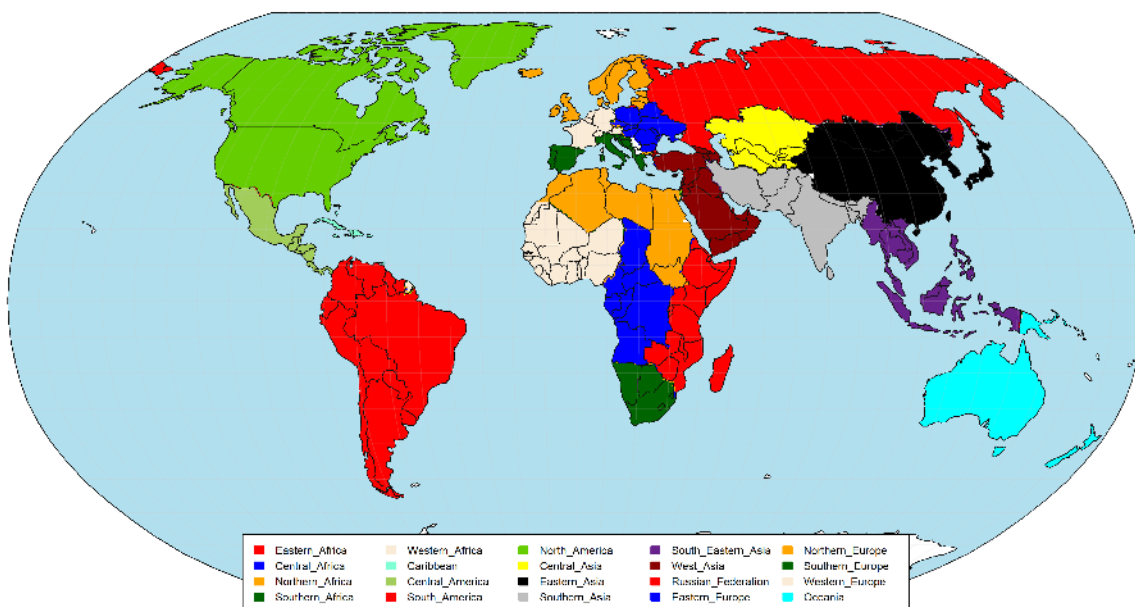 Eastern_Africa Western_Africa North_America South_Eastern_Asia Northern_Europe
Central_Africa Caribbean Central_Asia West_Asia Southern_Europe
Northern_Africa Central_America Eastern_Asia Russian_Federation Western_Europe
Southern_Africa South_America Southern_Asia Eastern_Europe Oceania